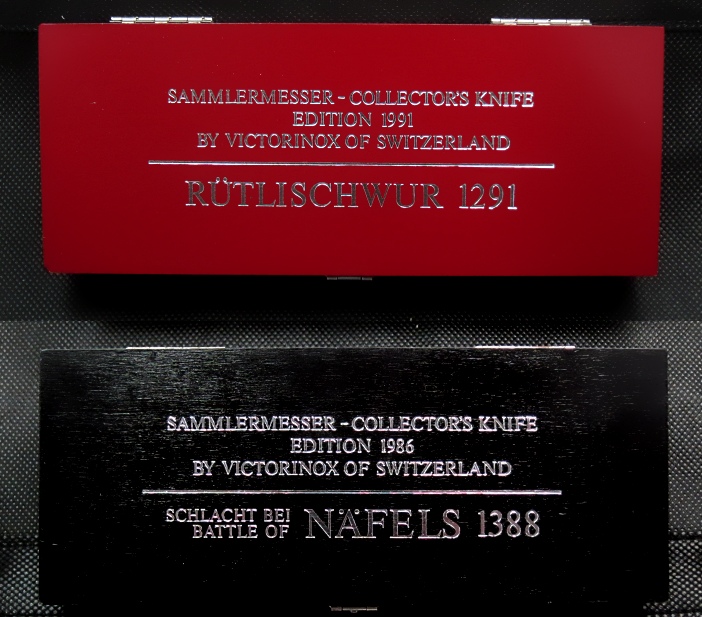 SAMMLERMESSER - COLLECTOR'S KNIFE
EDITION 1991
BY VICTORINOX OF SWITZERLAND
RÜTLISCHWUR 1291
SAMMLERMESSER - COLLECTOR'S KNIFE
EDITION 1986
BY VICTORINOX OF SWITZERLAND
SCHLACHT BEI
BATTLE OF NÄFELS 1388